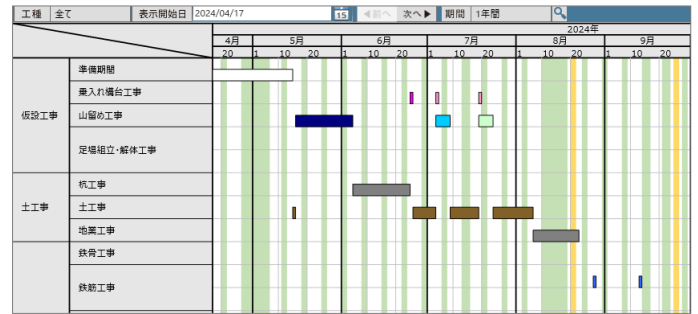 工種 全て 表示開始日 2024/04/17 15 ◀前へ 次へ▶ 期間 1年間
2024年
4月 5月 6月 7月 8月 9月
20 1 10 20 1 10 20 1 10 20 1 10 20 1 10 20
準備期間
乗入れ構台工事
仮設工事 山留め工事
足場組立・解体工事
杭工事
土工事 土工事
地業工事
鉄骨工事
鉄筋工事